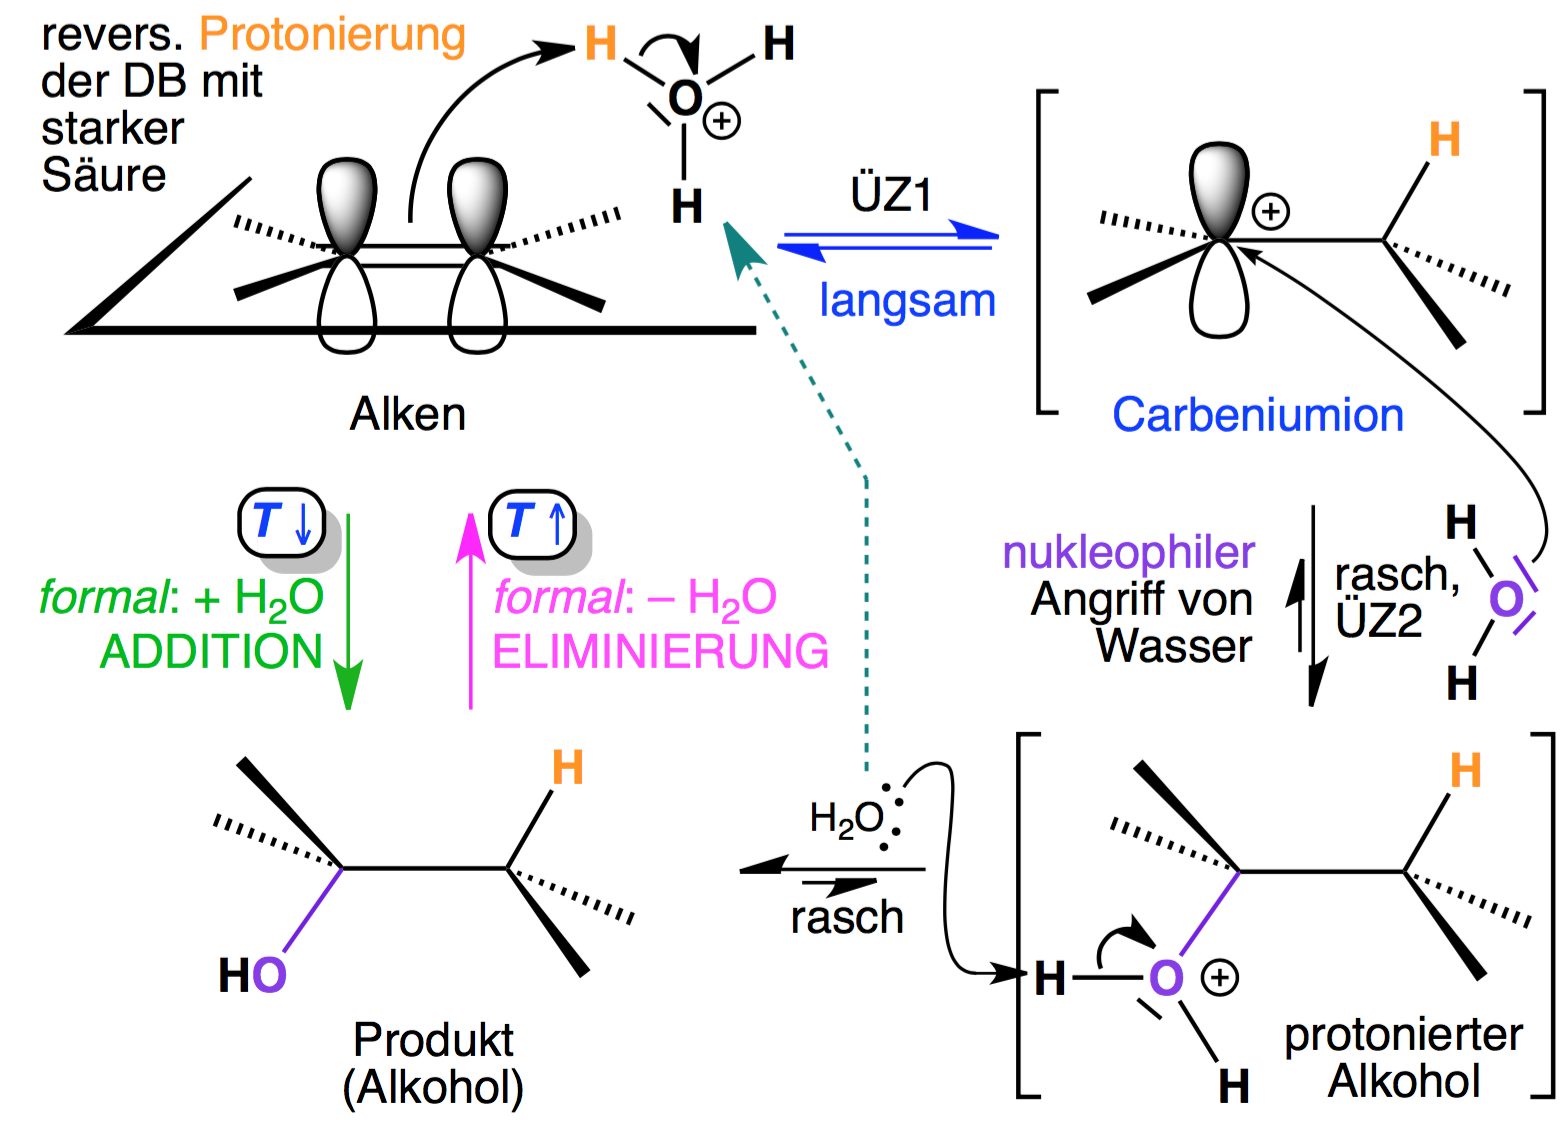 revers. Protonierung
der DB mit
starker
Säure
H
H
O
+
H
ÜZ1
langsam
+
H
Alken
Carbeniumion
T ↓
T ↑
formal: + H₂O
ADDITION
formal: – H₂O
ELIMINIERUNG
nukleophiler
Angriff von
Wasser
rasch,
ÜZ2
H
O
H
H
HO
Produkt
(Alkohol)
H₂O
rasch
H
H
O
+
H
protonierter
Alkohol